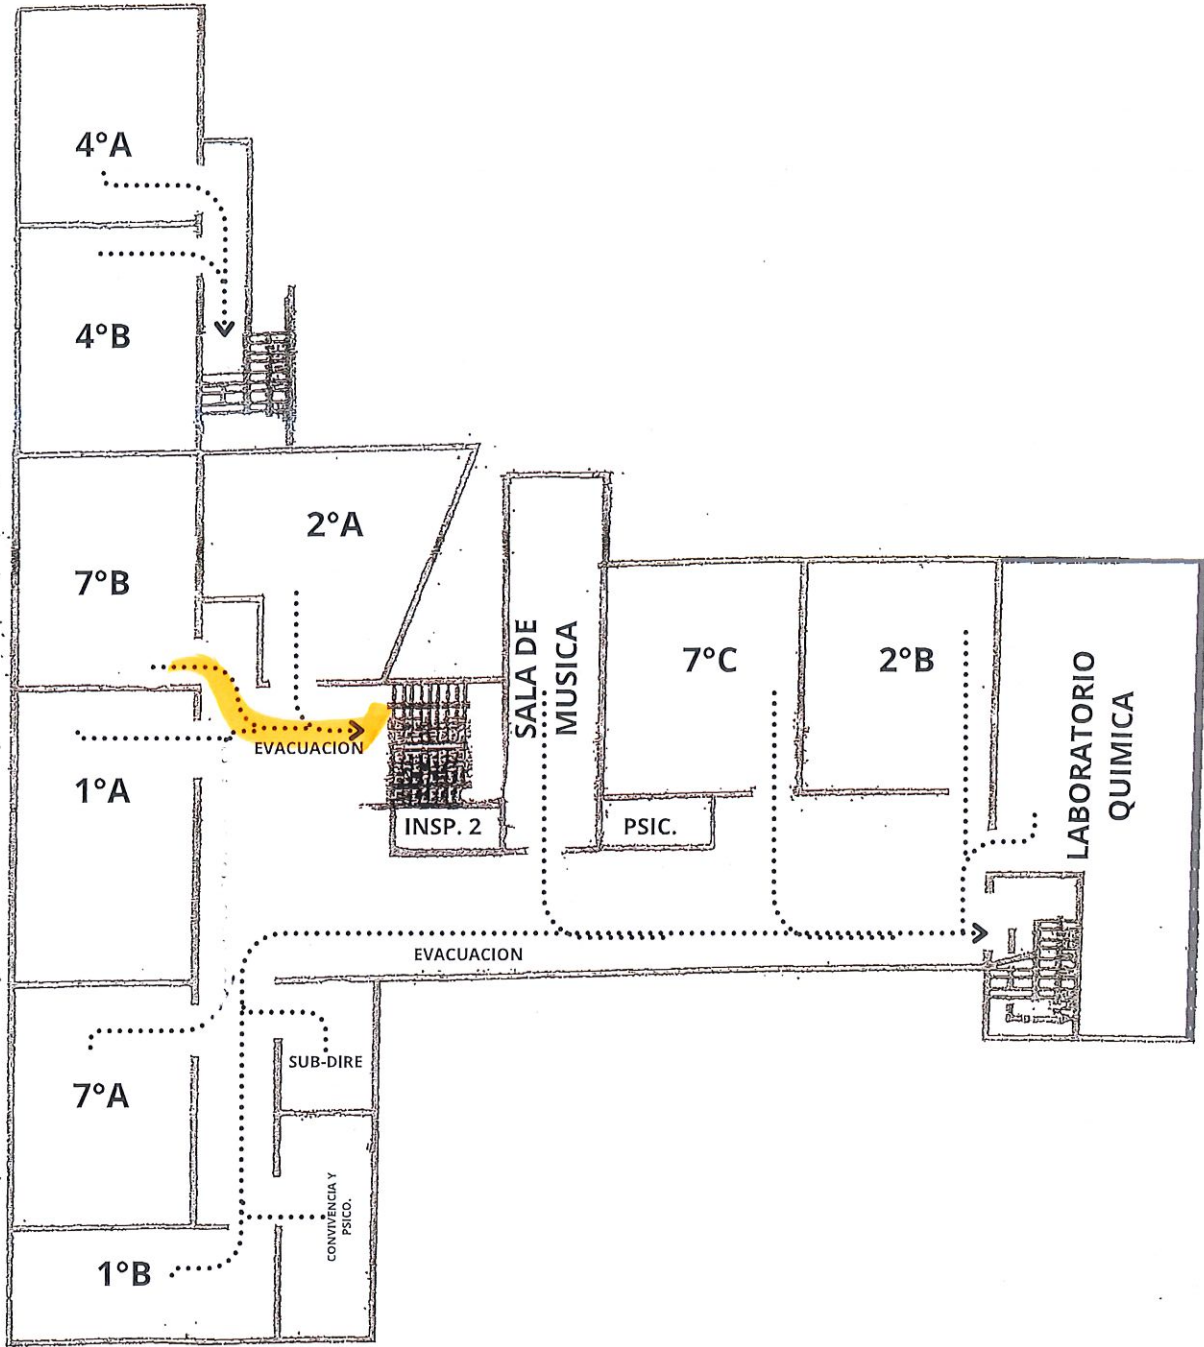 4°A
4°B
2°A
7°B
SALA DE
MUSICA
7°C
2°B
LABORATORIO
QUIMICA
EVACUACION
1°A
INSP. 2
PSIC.
EVACUACION
SUB-DIRE
7°A
CONVIVENCIA Y
PSICO.
1°B